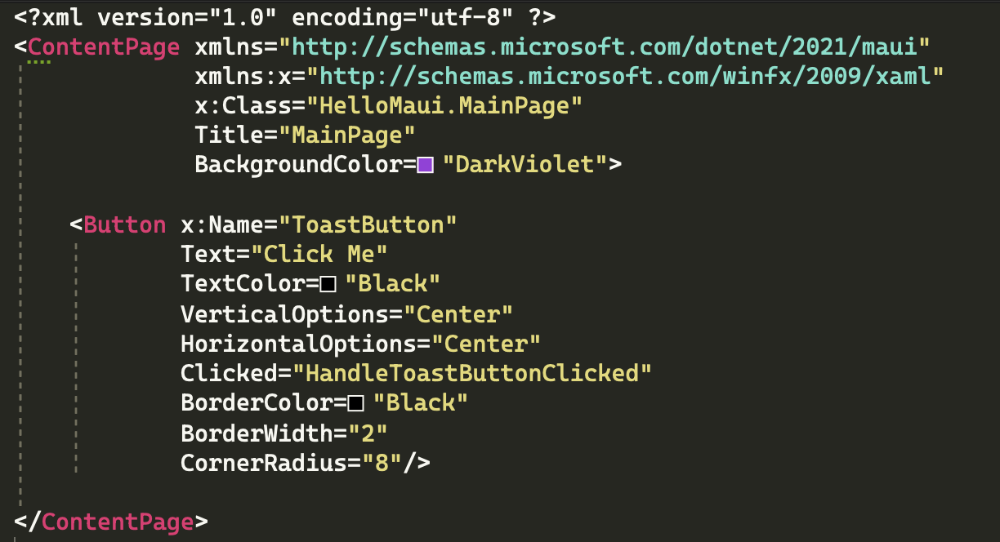 <?xml version="1.0" encoding="utf-8" ?>
<ContentPage xmlns="http://schemas.microsoft.com/dotnet/2021/maui"
             xmlns:x="http://schemas.microsoft.com/winfx/2009/xaml"
             x:Class="HelloMaui.MainPage"
             Title="MainPage"
             BackgroundColor="DarkViolet">

    <Button x:Name="ToastButton"
            Text="Click Me"
            TextColor="Black"
            VerticalOptions="Center"
            HorizontalOptions="Center"
            Clicked="HandleToastButtonClicked"
            BorderColor="Black"
            BorderWidth="2"
            CornerRadius="8"/>

</ContentPage>